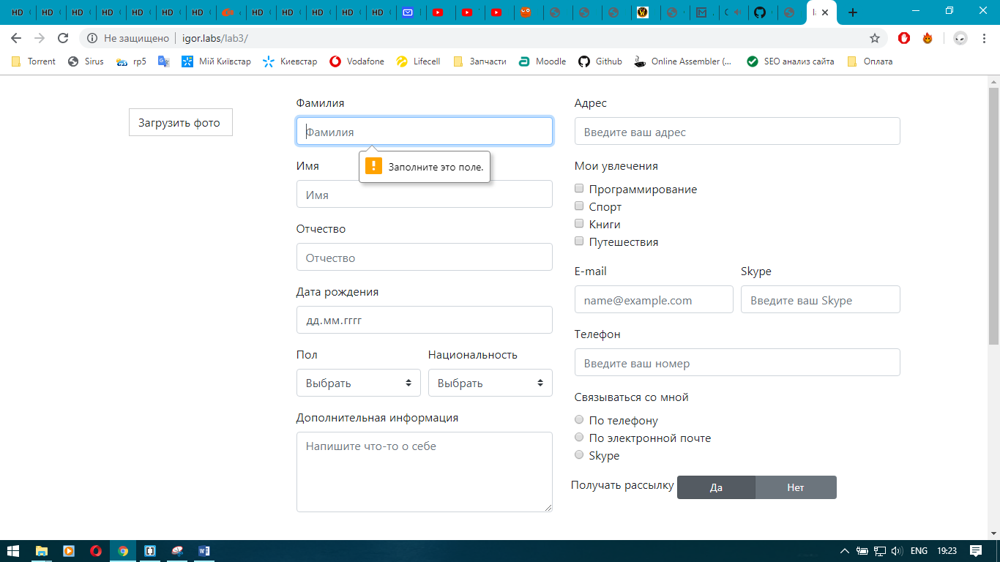 HD HD HD HD HD HD HD HD HD HD HD HD
Не защищено igor.labs/lab3/
Torrent Sirus rp5 Мій Київстар Киевстар Vodafone Lifecell Запчасти Moodle Github Online Assembler (... SEO анализ сайта Оплата
Загрузить фото
Фамилия
Фамилия
Заполните это поле.
Имя
Имя
Отчество
Отчество
Дата рождения
дд.мм.гггг
Пол Национальность
Выбрать Выбрать
Дополнительная информация
Напишите что-то о себе
Адрес
Введите ваш адрес
Мои увлечения
Программирование
Спорт
Книги
Путешествия
E-mail Skype
name@example.com Введите ваш Skype
Телефон
Введите ваш номер
Связываться со мной
По телефону
По электронной почте
Skype
Получать рассылку Да Нет
ENG 19:23